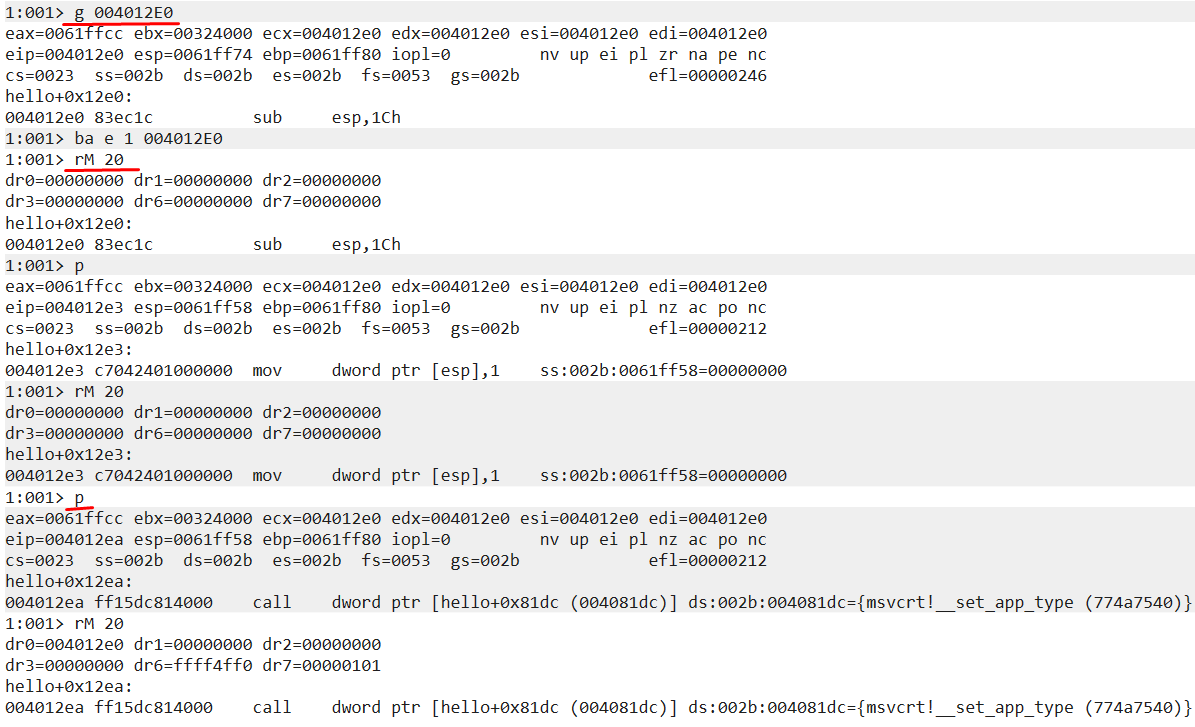 1:001> g 004012E0
eax=0061ffcc ebx=00324000 ecx=004012e0 edx=004012e0 esi=004012e0 edi=004012e0
eip=004012e0 esp=0061ff74 ebp=0061ff80 iopl=0         nv up ei pl zr na pe nc
cs=0023  ss=002b  ds=002b  es=002b  fs=0053  gs=002b             efl=00000246
hello+0x12e0:
004012e0 83ec1c          sub     esp,1Ch
1:001> ba e 1 004012E0
1:001> rM 20
dr0=00000000 dr1=00000000 dr2=00000000
dr3=00000000 dr6=00000000 dr7=00000000
hello+0x12e0:
004012e0 83ec1c          sub     esp,1Ch
1:001> p
eax=0061ffcc ebx=00324000 ecx=004012e0 edx=004012e0 esi=004012e0 edi=004012e0
eip=004012e3 esp=0061ff58 ebp=0061ff80 iopl=0         nv up ei pl nz ac po nc
cs=0023  ss=002b  ds=002b  es=002b  fs=0053  gs=002b             efl=00000212
hello+0x12e3:
004012e3 c7042401000000  mov     dword ptr [esp],1    ss:002b:0061ff58=00000000
1:001> rM 20
dr0=00000000 dr1=00000000 dr2=00000000
dr3=00000000 dr6=00000000 dr7=00000000
hello+0x12e3:
004012e3 c7042401000000  mov     dword ptr [esp],1    ss:002b:0061ff58=00000000
1:001> p
eax=0061ffcc ebx=00324000 ecx=004012e0 edx=004012e0 esi=004012e0 edi=004012e0
eip=004012ea esp=0061ff58 ebp=0061ff80 iopl=0         nv up ei pl nz ac po nc
cs=0023  ss=002b  ds=002b  es=002b  fs=0053  gs=002b             efl=00000212
hello+0x12ea:
004012ea ff15dc814000    call    dword ptr [hello+0x81dc (004081dc)] ds:002b:004081dc={msvcrt!__set_app_type (774a7540)}
1:001> rM 20
dr0=004012e0 dr1=00000000 dr2=00000000
dr3=00000000 dr6=ffff4ff0 dr7=00000101
hello+0x12ea:
004012ea ff15dc814000    call    dword ptr [hello+0x81dc (004081dc)] ds:002b:004081dc={msvcrt!__set_app_type (774a7540)}